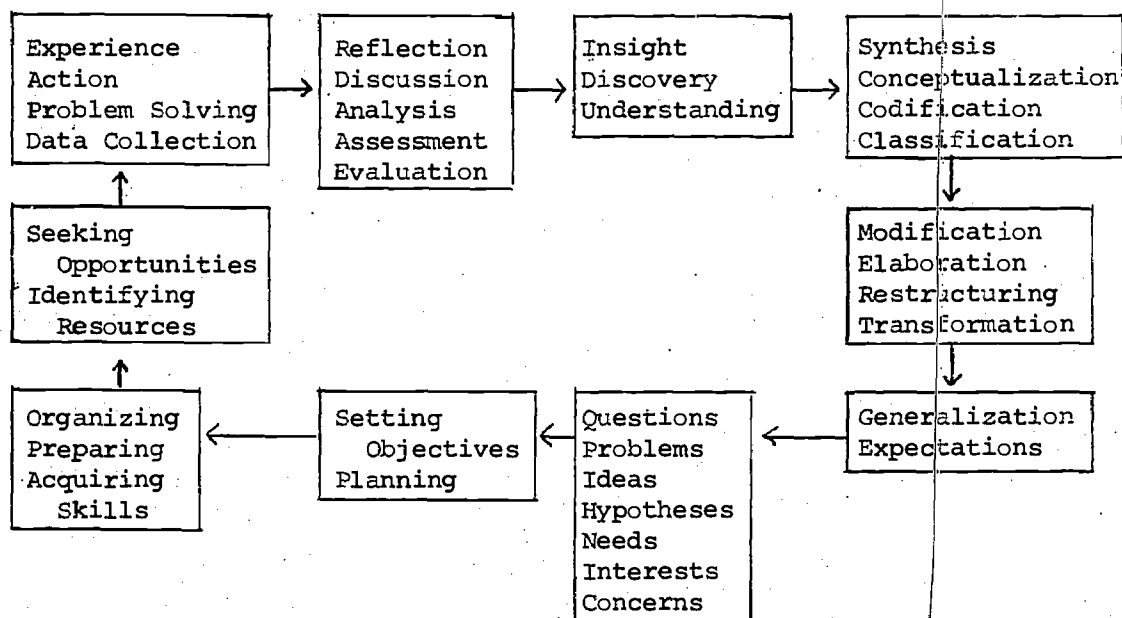 Experience
Action
Problem Solving
Data Collection
Reflection
Discussion
Analysis
Assessment
Evaluation
Insight
Discovery
Understanding
Synthesis
Conceptualization
Codification
Classification
Modification
Elaboration
Restructuring
Transformation
Generalization
Expectations
Questions
Problems
Ideas
Hypotheses
Needs
Interests
Concerns
Setting
Objectives
Planning
Organizing
Preparing
Acquiring
Skills
Seeking
Opportunities
Identifying
Resources